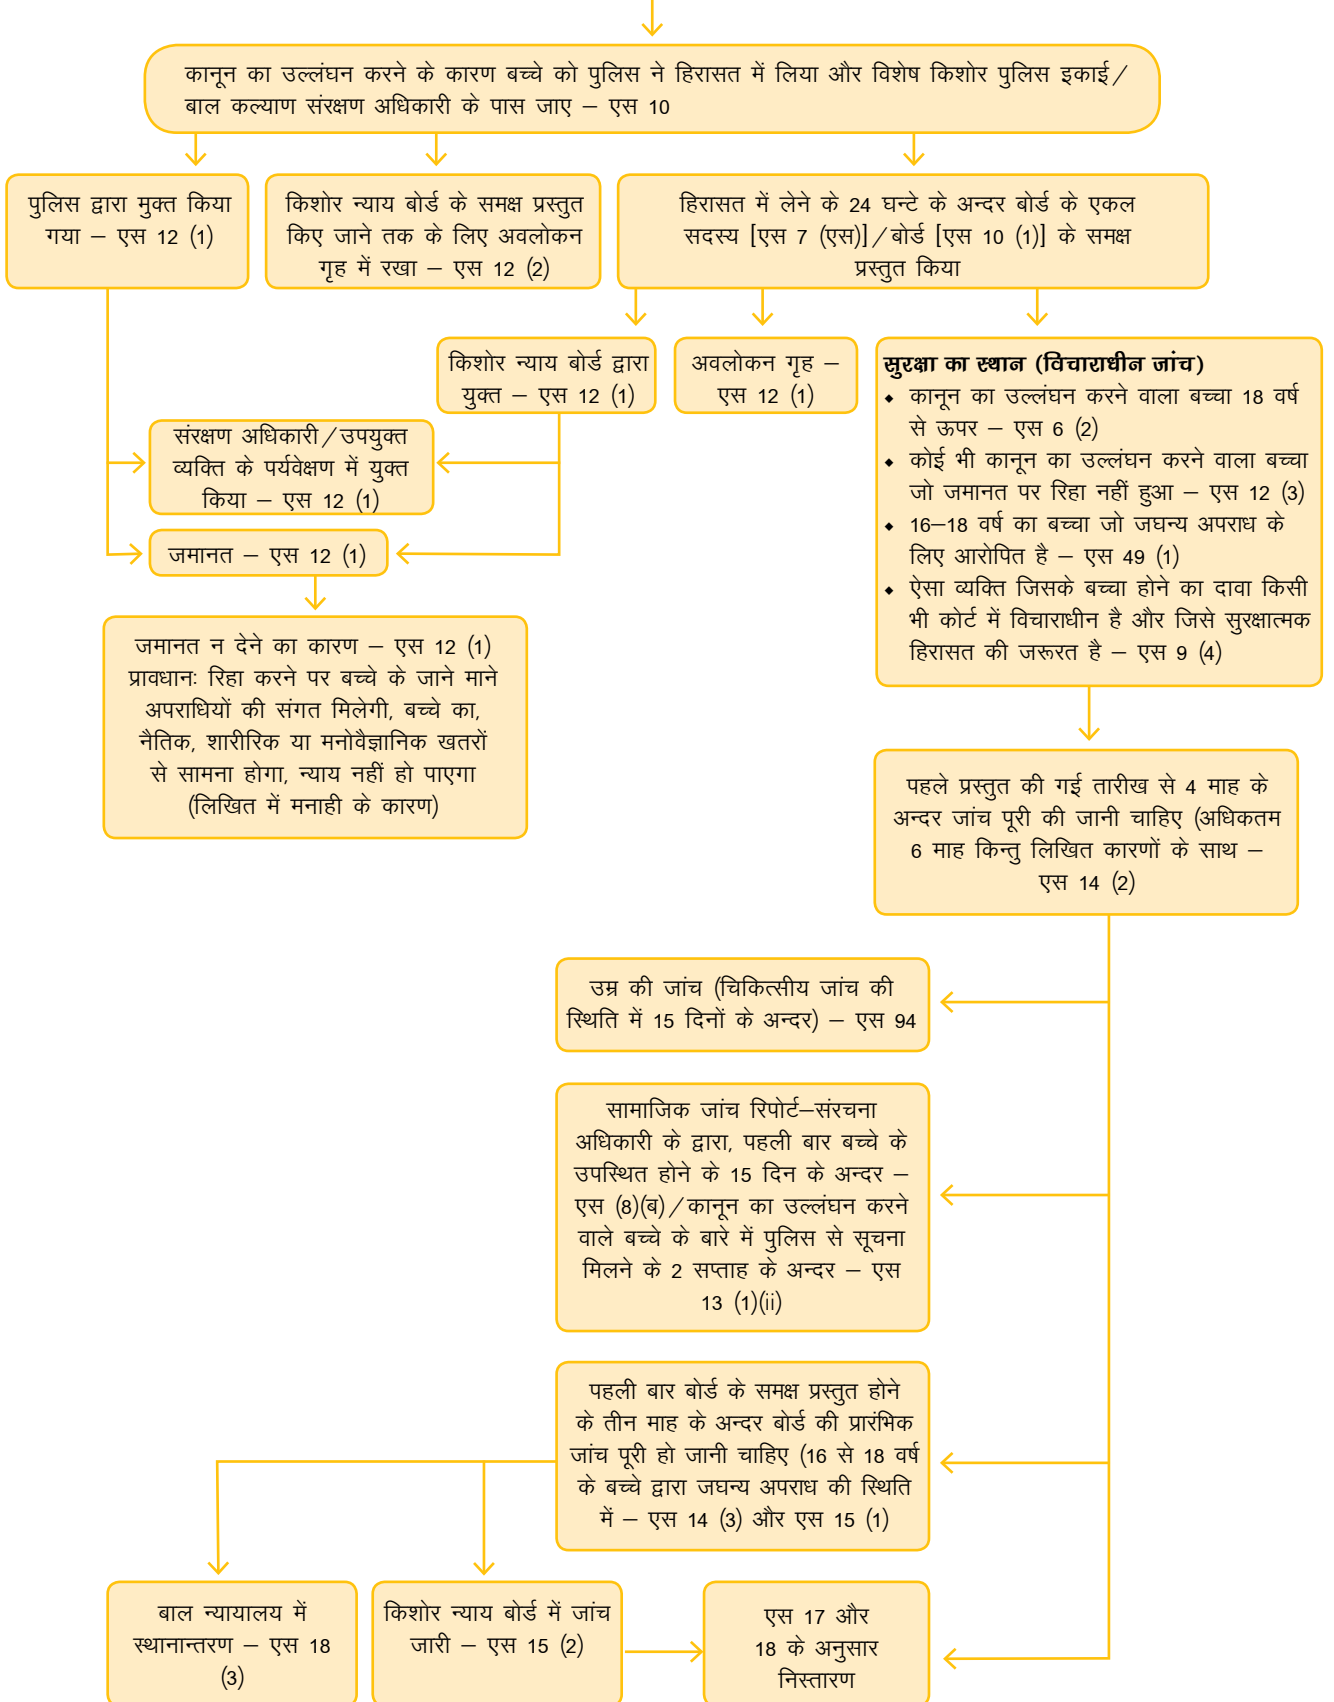 कानून का उल्लंघन करने के कारण बच्चे को पुलिस ने हिरासत में लिया और विशेष किशोर पुलिस इकाई/
बाल कल्याण संरक्षण अधिकारी के पास जाए – एस 10
पुलिस द्वारा मुक्त किया
गया – एस 12 (1)
किशोर न्याय बोर्ड के समक्ष प्रस्तुत
किए जाने तक के लिए अवलोकन
गृह में रखा – एस 12 (2)
हिरासत में लेने के 24 घन्टे के अन्दर बोर्ड के एकल
सदस्य [एस 7 (एस)]/बोर्ड [एस 10 (1)] के समक्ष
प्रस्तुत किया
किशोर न्याय बोर्ड द्वारा
युक्त – एस 12 (1)
अवलोकन गृह –
एस 12 (1)
सुरक्षा का स्थान (विचाराधीन जांच)
◆ कानून का उल्लंघन करने वाला बच्चा 18 वर्ष
से ऊपर – एस 6 (2)
◆ कोई भी कानून का उल्लंघन करने वाला बच्चा
जो जमानत पर रिहा नहीं हुआ – एस 12 (3)
◆ 16–18 वर्ष का बच्चा जो जघन्य अपराध के
लिए आरोपित है – एस 49 (1)
◆ ऐसा व्यक्ति जिसके बच्चा होने का दावा किसी
भी कोर्ट में विचाराधीन है और जिसे सुरक्षात्मक
हिरासत की जरूरत है – एस 9 (4)
संरक्षण अधिकारी/उपयुक्त
व्यक्ति के पर्यवेक्षण में युक्त
किया – एस 12 (1)
जमानत – एस 12 (1)
जमानत न देने का कारण – एस 12 (1)
प्रावधानः रिहा करने पर बच्चे के जाने माने
अपराधियों की संगत मिलेगी, बच्चे का,
नैतिक, शारीरिक या मनोवैज्ञानिक खतरों
से सामना होगा, न्याय नहीं हो पाएगा
(लिखित में मनाही के कारण)
पहले प्रस्तुत की गई तारीख से 4 माह के
अन्दर जांच पूरी की जानी चाहिए (अधिकतम
6 माह किन्तु लिखित कारणों के साथ –
एस 14 (2)
उम्र की जांच (चिकित्सीय जांच की
स्थिति में 15 दिनों के अन्दर) – एस 94
सामाजिक जांच रिपोर्ट–संरचना
अधिकारी के द्वारा, पहली बार बच्चे के
उपस्थित होने के 15 दिन के अन्दर –
एस (8)(ब)/कानून का उल्लंघन करने
वाले बच्चे के बारे में पुलिस से सूचना
मिलने के 2 सप्ताह के अन्दर – एस
13 (1)(ii)
पहली बार बोर्ड के समक्ष प्रस्तुत होने
के तीन माह के अन्दर बोर्ड की प्रारंभिक
जांच पूरी हो जानी चाहिए (16 से 18 वर्ष
के बच्चे द्वारा जघन्य अपराध की स्थिति
में – एस 14 (3) और एस 15 (1)
बाल न्यायालय में
स्थानान्तरण – एस 18
(3)
किशोर न्याय बोर्ड में जांच
जारी – एस 15 (2)
एस 17 और
18 के अनुसार
निस्तारण